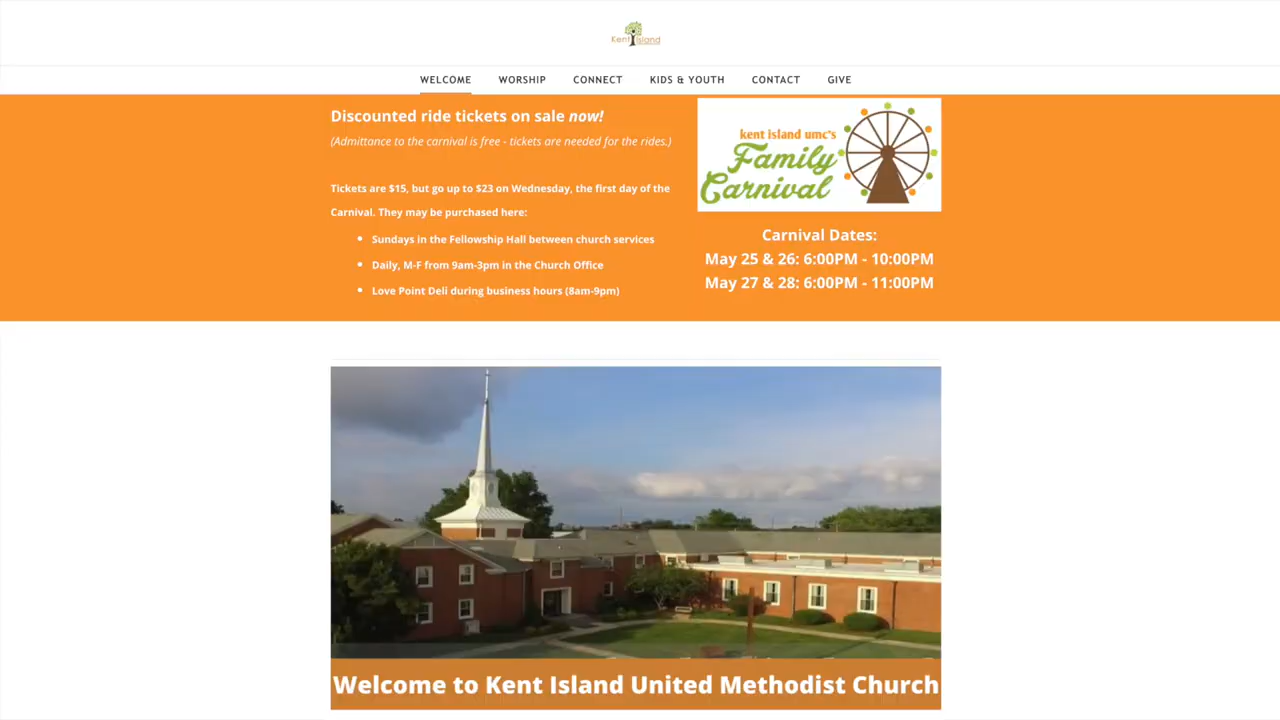 Kent Island
WELCOME WORSHIP CONNECT KIDS & YOUTH CONTACT GIVE
Discounted ride tickets on sale now!
(Admittance to the carnival is free - tickets are needed for the rides.)
Tickets are $15, but go up to $23 on Wednesday, the first day of the
Carnival. They may be purchased here:
Sundays in the Fellowship Hall between church services
Daily, M-F from 9am-3pm in the Church Office
Love Point Deli during business hours (8am-9pm)
kent island umc's
Family
Carnival
Carnival Dates:
May 25 & 26: 6:00PM - 10:00PM
May 27 & 28: 6:00PM - 11:00PM
Welcome to Kent Island United Methodist Church